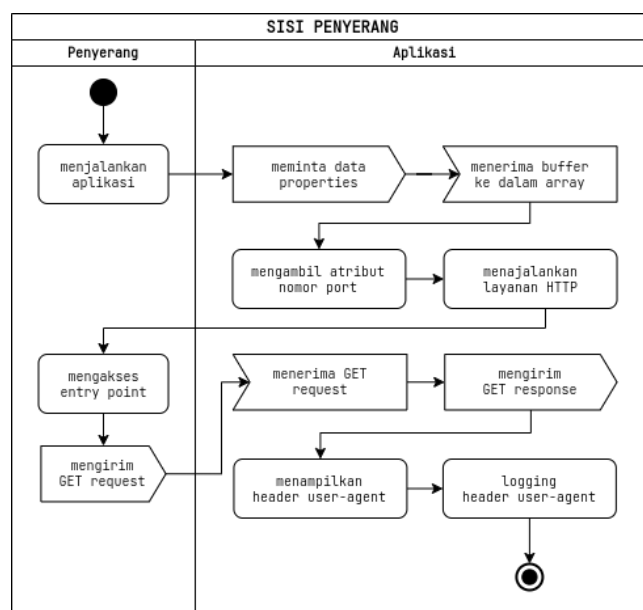 SISI PENYERANG
Penyerang
Aplikasi
menjalankan
aplikasi
meminta data
properties
menerima buffer
ke dalam array
mengambil atribut
nomor port
menajalankan
layanan HTTP
mengakses
entry point
menerima GET
request
mengirim
GET response
mengirim
GET request
menampilkan
header user-agent
logging
header user-agent